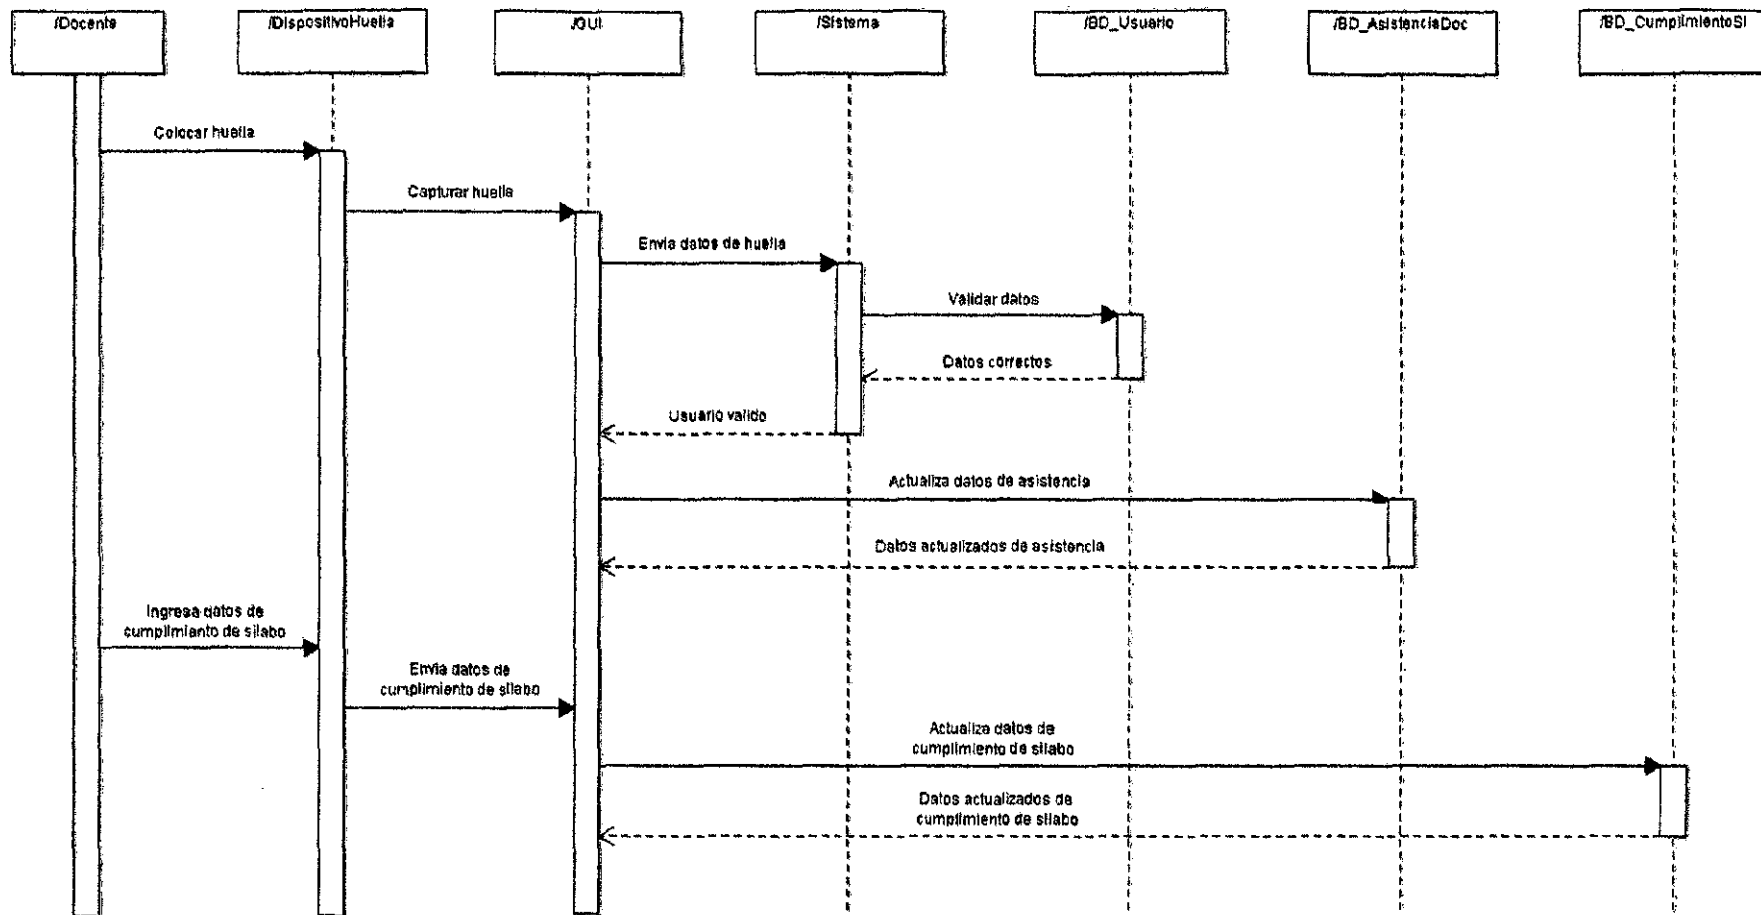 /Docente
/DispositivoHuella
/GUI
/Sistema
/BD_Usuario
/BD_AsistenciaDoc
/BD_CumplimientoSi
Colocar huella
Capturar huella
Envia datos de huella
Validar datos
Datos correctos
Usuario valido
Actualiza datos de asistencia
Datos actualizados de asistencia
Ingresa datos de
cumplimiento de silabo
Envia datos de
cumplimiento de silabo
Actualiza datos de
cumplimiento de silabo
Datos actualizados de
cumplimiento de silabo